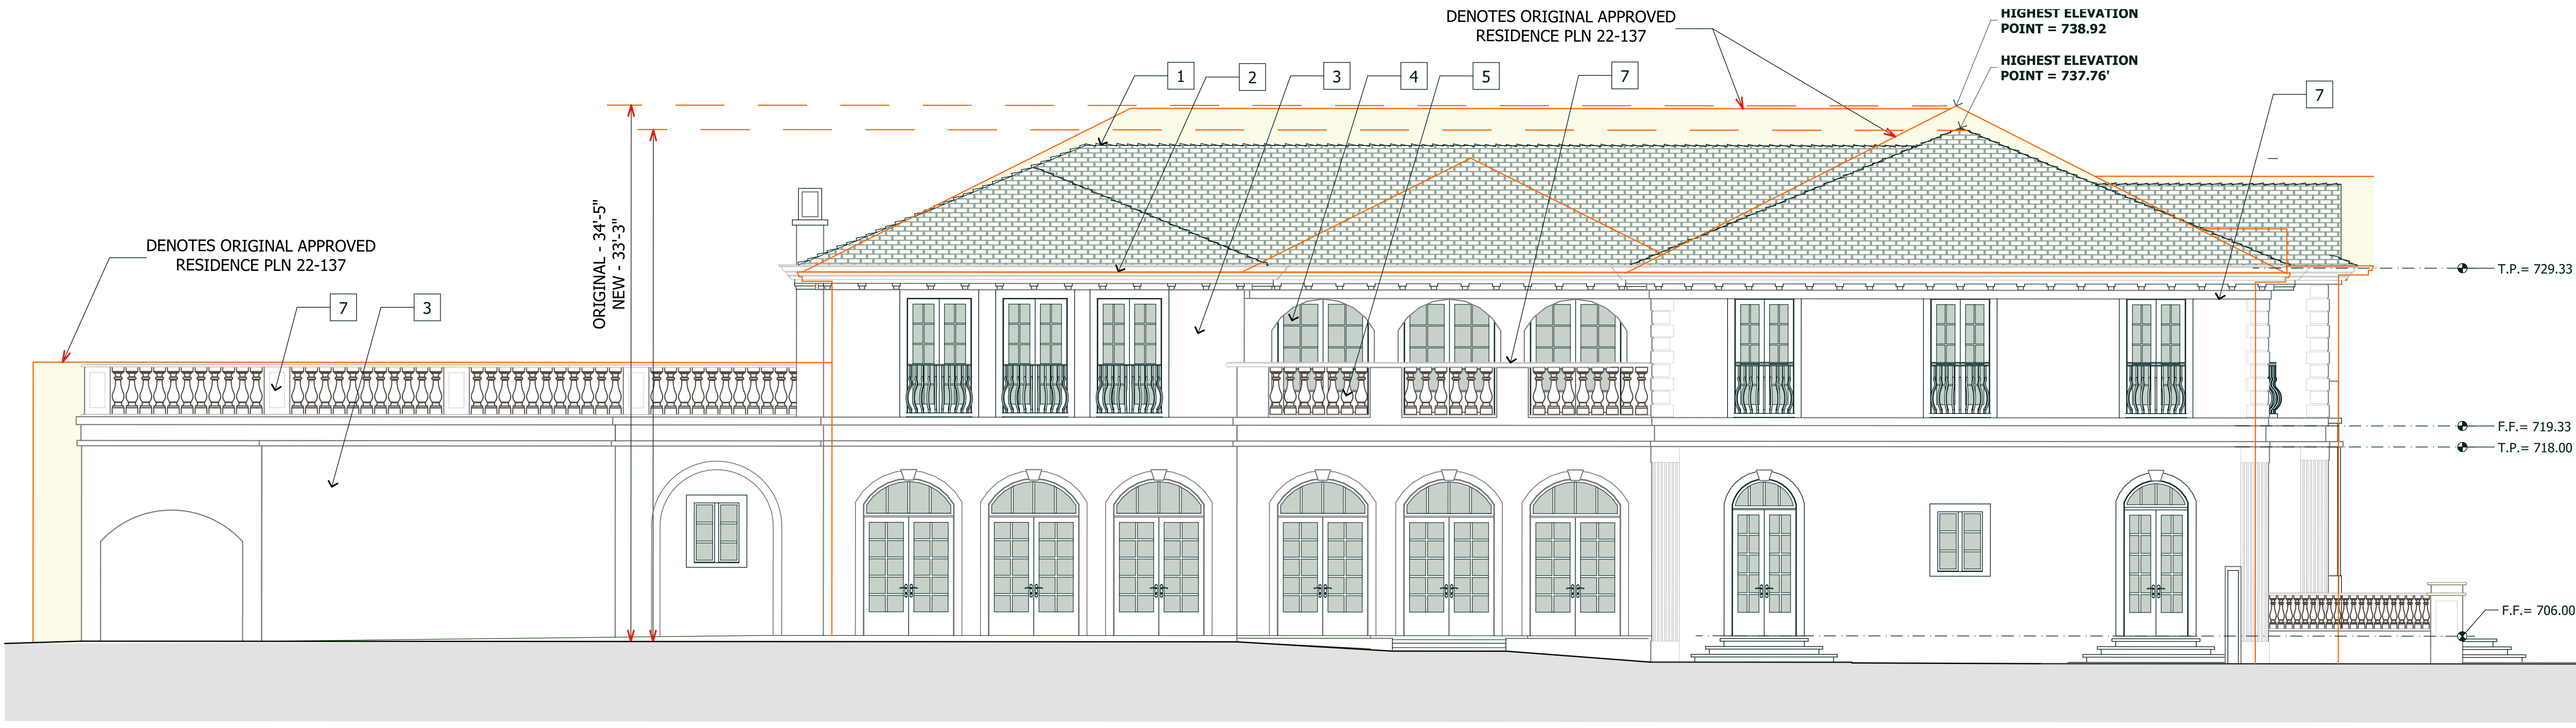 DENOTES ORIGINAL APPROVED
RESIDENCE PLN 22-137
HIGHEST ELEVATION
POINT = 738.92
HIGHEST ELEVATION
POINT = 737.76'
1
2
3
4
5
7
7
DENOTES ORIGINAL APPROVED
RESIDENCE PLN 22-137
7
3
ORIGINAL - 34'-5"
NEW - 33'-3"
T.P.= 729.33
F.F.= 719.33
T.P.= 718.00
F.F.= 706.00